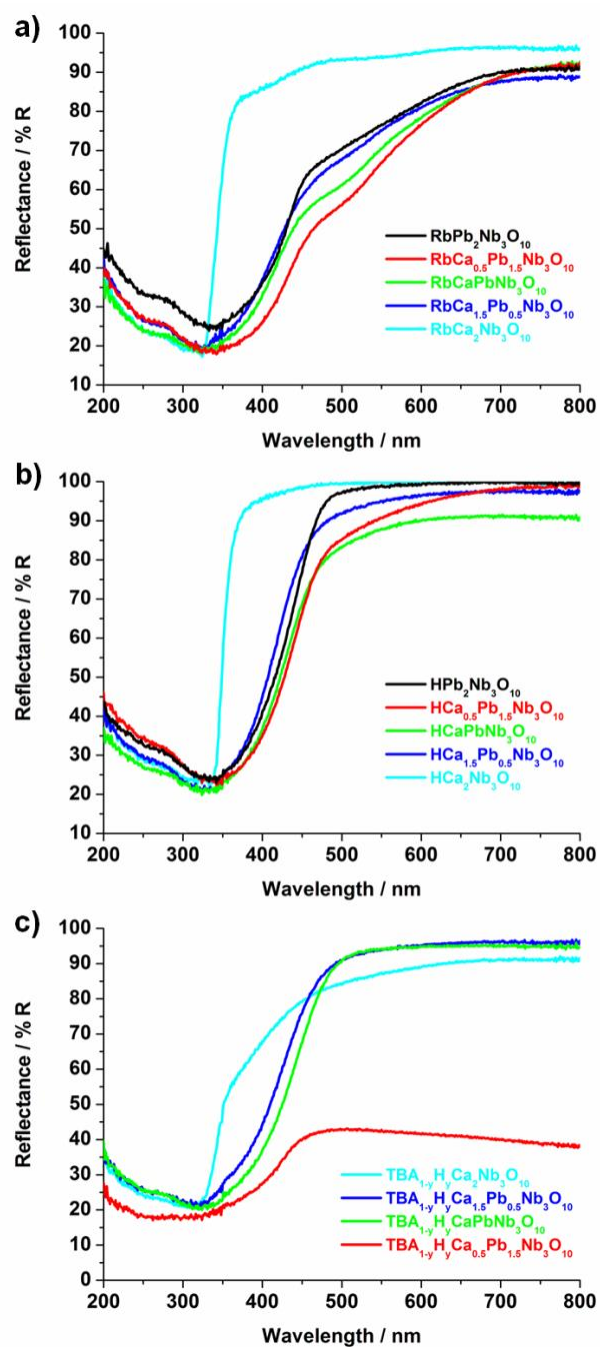 a)
100
90
80
70
60
50
40
30
20
10
Reflectance / % R
RbPb₂Nb₃O₁₀
RbCa₀.₅Pb₁.₅Nb₃O₁₀
RbCaPbNb₃O₁₀
RbCa₁.₅Pb₀.₅Nb₃O₁₀
RbCa₂Nb₃O₁₀
200 300 400 500 600 700 800
Wavelength / nm
b)
100
90
80
70
60
50
40
30
20
10
Reflectance / % R
HPb₂Nb₃O₁₀
HCa₀.₅Pb₁.₅Nb₃O₁₀
HCaPbNb₃O₁₀
HCa₁.₅Pb₀.₅Nb₃O₁₀
HCa₂Nb₃O₁₀
200 300 400 500 600 700 800
Wavelength / nm
c)
100
90
80
70
60
50
40
30
20
10
0
Reflectance / % R
TBA₁₋yHyCa₂Nb₃O₁₀
TBA₁₋yHyCa₁.₅Pb₀.₅Nb₃O₁₀
TBA₁₋yHyCaPbNb₃O₁₀
TBA₁₋yHyCa₀.₅Pb₁.₅Nb₃O₁₀
200 300 400 500 600 700 800
Wavelength / nm